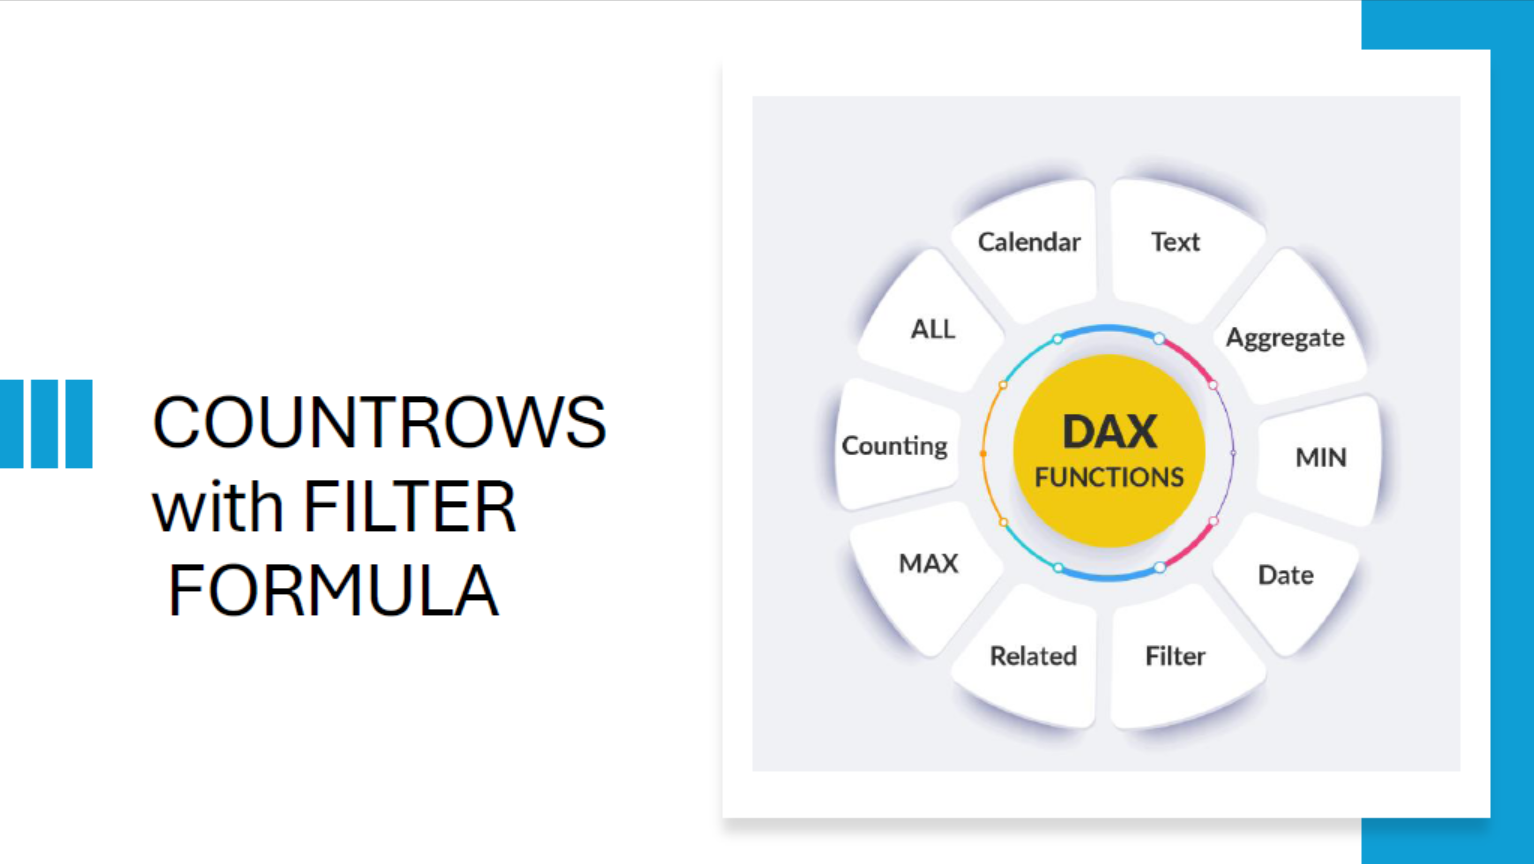 COUNTROWS
with FILTER
FORMULA
Calendar
Text
ALL
Aggregate
Counting
DAX
FUNCTIONS
MIN
MAX
Date
Related
Filter